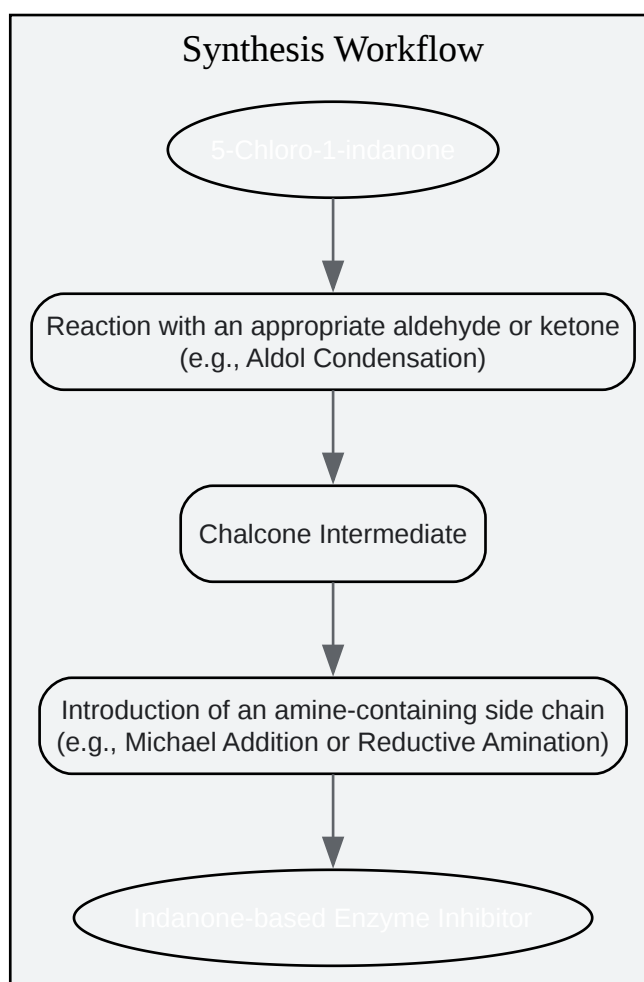 Synthesis Workflow
5-Chloro-1-indanone
Reaction with an appropriate aldehyde or ketone
(e.g., Aldol Condensation)
Chalcone Intermediate
Introduction of an amine-containing side chain
(e.g., Michael Addition or Reductive Amination)
Indanone-based Enzyme Inhibitor